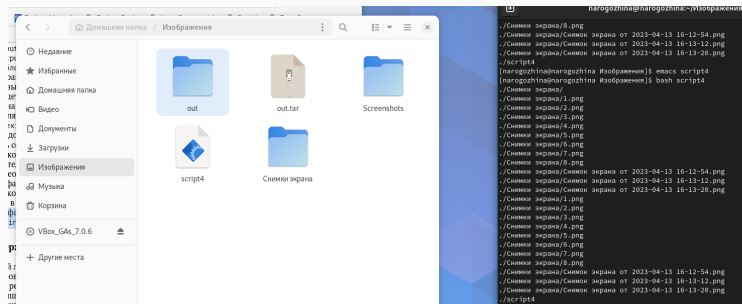 Домашняя папка / Изображения
Недавние
Избранные
Домашняя папка
Видео
Документы
Загрузки
Изображения
Музыка
Корзина
VBox_GAs_7.0.6
Другие места
out
out.tar
Screenshots
script4
Снимки экрана
narogozhina@narogozhina:~/Изображения
./Снимки экрана/8.png
./Снимки экрана/Снимок экрана от 2023-04-13 16-12-54.png
./Снимки экрана/Снимок экрана от 2023-04-13 16-13-12.png
./Снимки экрана/Снимок экрана от 2023-04-13 16-13-20.png
./script4
[narogozhina@narogozhina Изображения]$ emacs script4
[narogozhina@narogozhina Изображения]$ bash script4
./Снимки экрана/
./Снимки экрана/1.png
./Снимки экрана/2.png
./Снимки экрана/3.png
./Снимки экрана/4.png
./Снимки экрана/5.png
./Снимки экрана/6.png
./Снимки экрана/7.png
./Снимки экрана/8.png
./Снимки экрана/Снимок экрана от 2023-04-13 16-12-54.png
./Снимки экрана/Снимок экрана от 2023-04-13 16-13-12.png
./Снимки экрана/Снимок экрана от 2023-04-13 16-13-20.png
./Снимки экрана/1.png
./Снимки экрана/2.png
./Снимки экрана/3.png
./Снимки экрана/4.png
./Снимки экрана/5.png
./Снимки экрана/6.png
./Снимки экрана/7.png
./Снимки экрана/8.png
./Снимки экрана/Снимок экрана от 2023-04-13 16-12-54.png
./Снимки экрана/Снимок экрана от 2023-04-13 16-13-12.png
./Снимки экрана/Снимок экрана от 2023-04-13 16-13-20.png
./script4